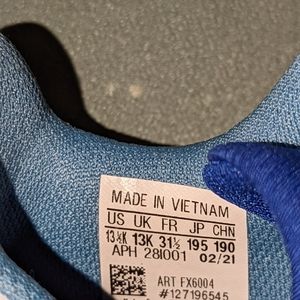 MADE IN VIETNAM
US UK FR JP CHN
13½K 13K 31½ 195 190
APH 28I001 02/21
ART FX6004
#127196545